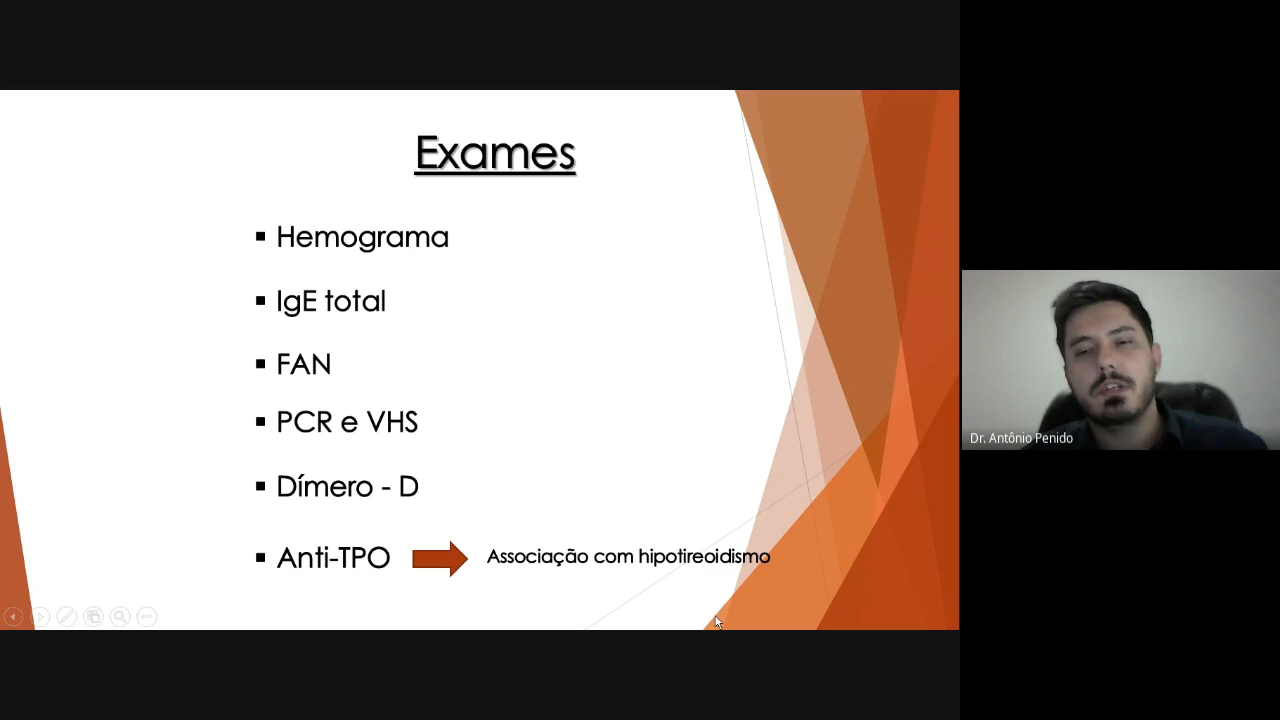 Exames
Hemograma
IgE total
FAN
PCR e VHS
Dímero - D
Anti-TPO
Associação com hipotireoidismo
Dr. Antônio Penido